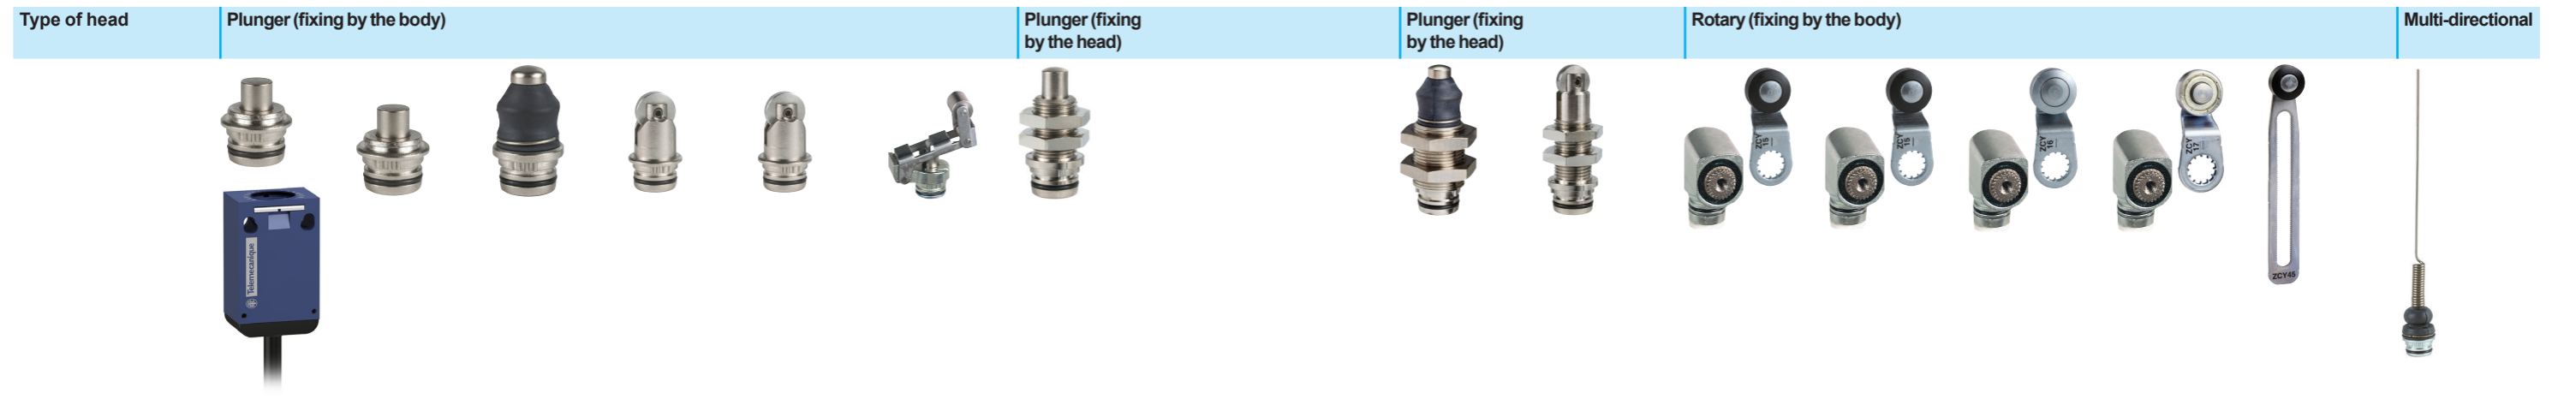 Type of head
Plunger (fixing by the body)
Plunger (fixing
by the head)
Plunger (fixing
by the head)
Rotary (fixing by the body)
Multi-directional
Telemecanique
ZCY
15
ZCY
15
ZCY
16
ZCY
17
ZCY45